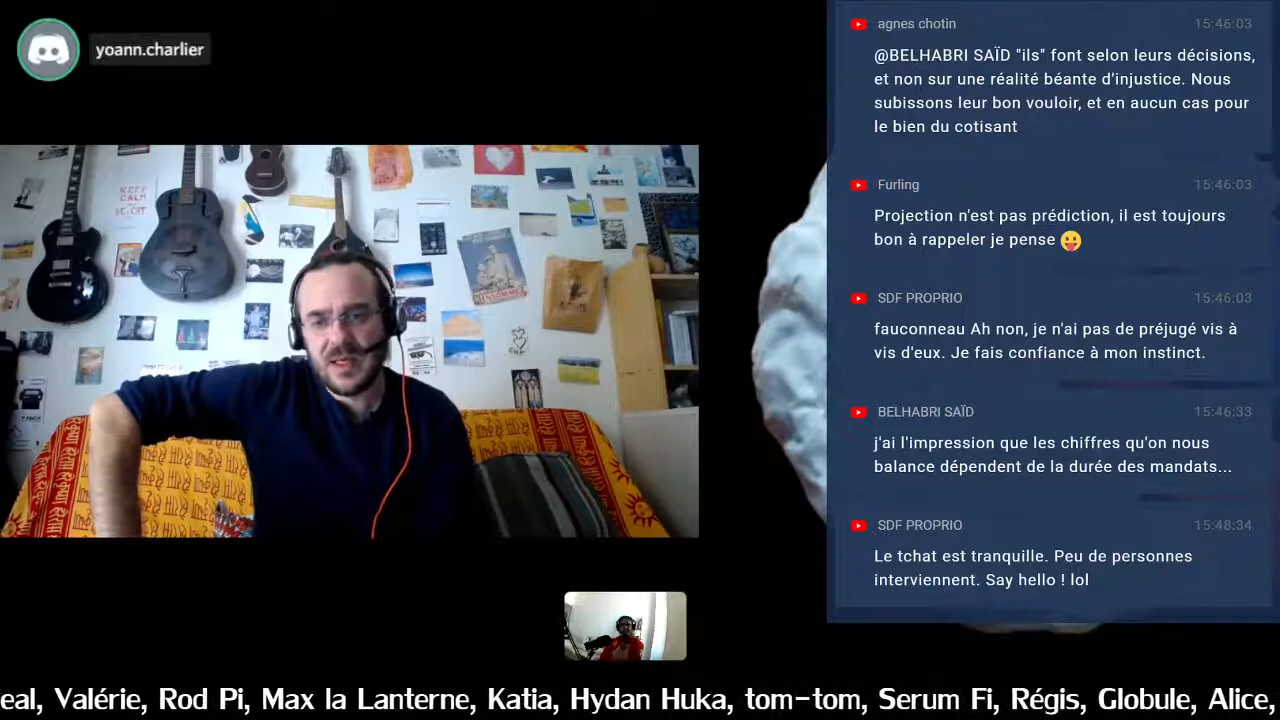 yoann.charlier
agnes chotin 15:46:03
@BELHABRI SAÏD "ils" font selon leurs décisions,
et non sur une réalité béante d'injustice. Nous
subissons leur bon vouloir, et en aucun cas pour
le bien du cotisant
Furling 15:46:03
Projection n'est pas prédiction, il est toujours
bon à rappeler je pense 😛
SDF PROPRIO 15:46:03
fauconneau Ah non, je n'ai pas de préjugé vis à
vis d'eux. Je fais confiance à mon instinct.
BELHABRI SAÏD 15:46:33
j'ai l'impression que les chiffres qu'on nous
balance dépendent de la durée des mandats...
SDF PROPRIO 15:48:34
Le tchat est tranquille. Peu de personnes
interviennent. Say hello ! lol
KEEP
CALM
eal, Valérie, Rod Pi, Max la Lanterne, Katia, Hydan Huka, tom-tom, Serum Fi, Régis, Globule, Alice,